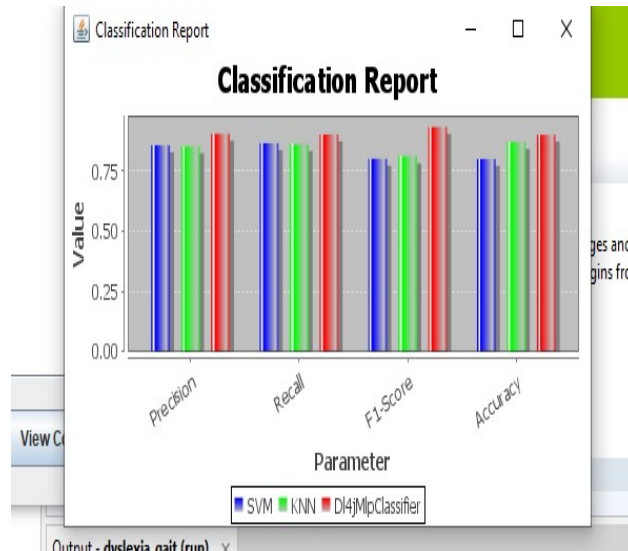 Classification Report
Classification Report
Value
0.75
0.50
0.25
0.00
Precision
Recall
F1-Score
Accuracy
Parameter
SVM KNN Dl4jMlpClassifier
View Co
Output - dyslexia_gait (run) ×
ges and
gins fro